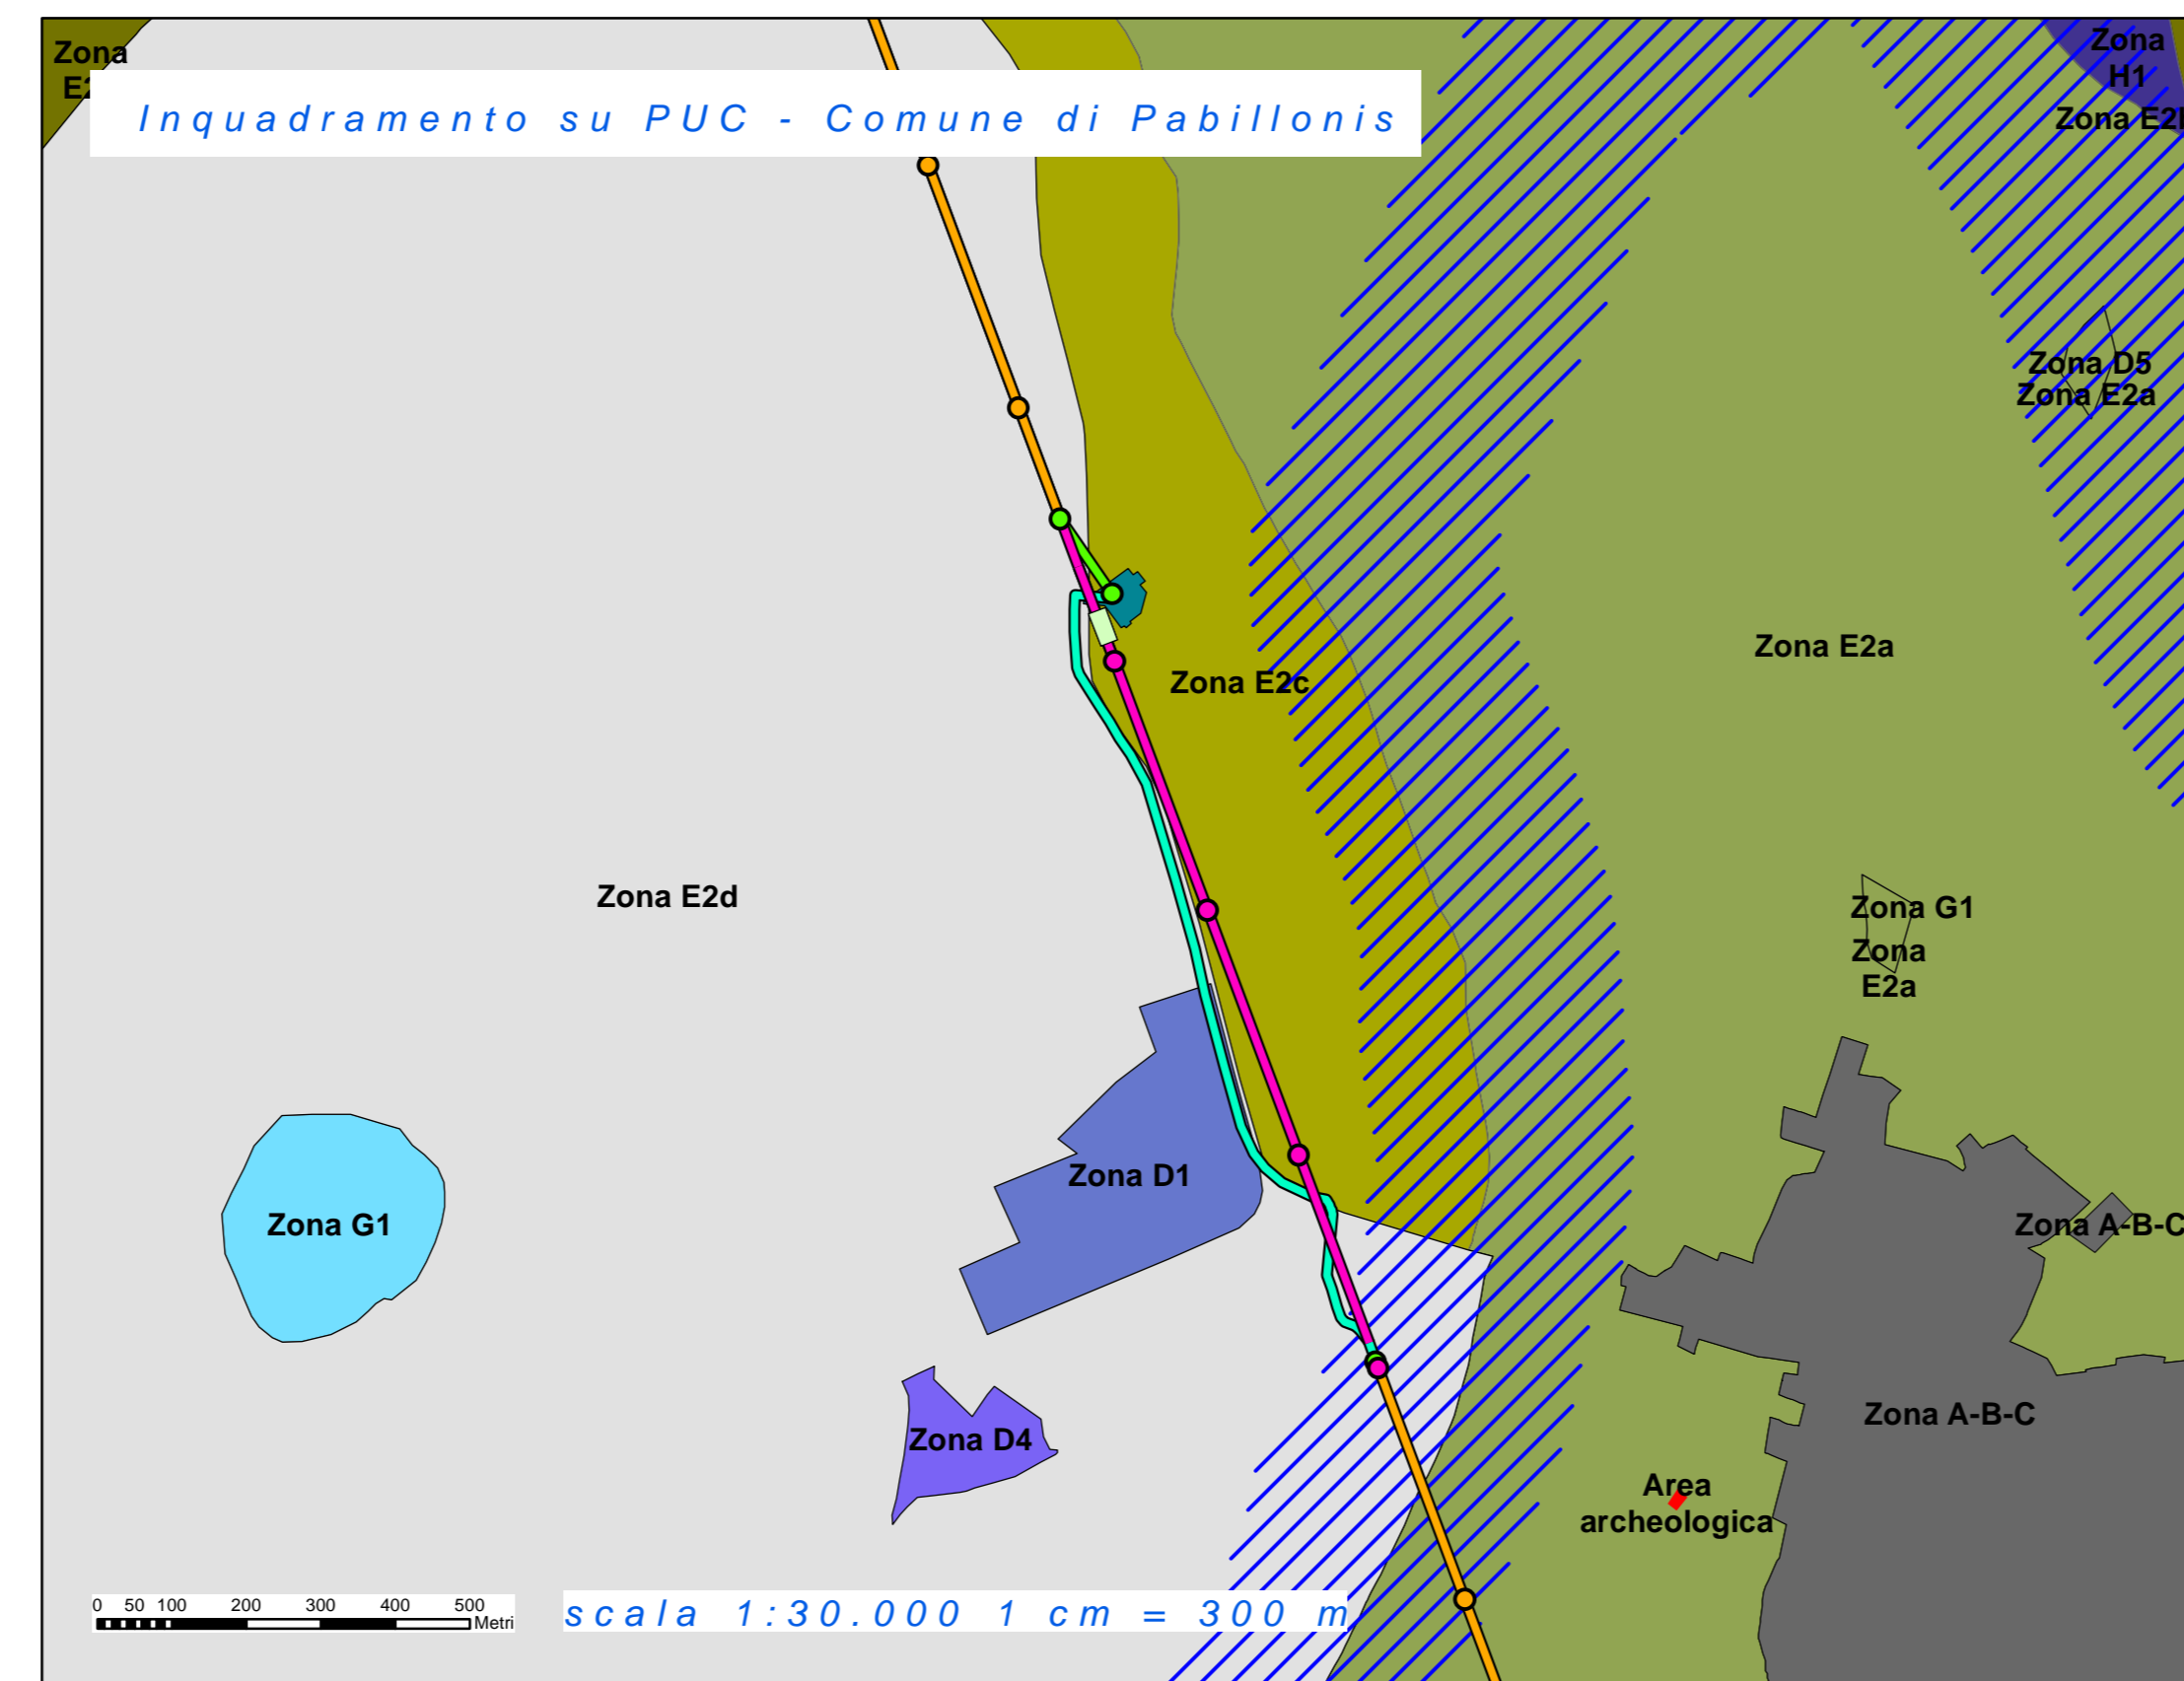 Zona
Zona
H1
Zona
Inquadramento su PUC - Comune di Pabillonis
Zona D5
Zona E2a
Zona E2a
Zona E2c
Zona E2d
Zona G1
Zona
E2a
Zona D1
Zona G1
Zona A-B-C
Zona A-B-C
Zona D4
Area
archeologica
0 50 100 200 300 400 500
Metri
scala 1:30.000 1 cm = 300 m